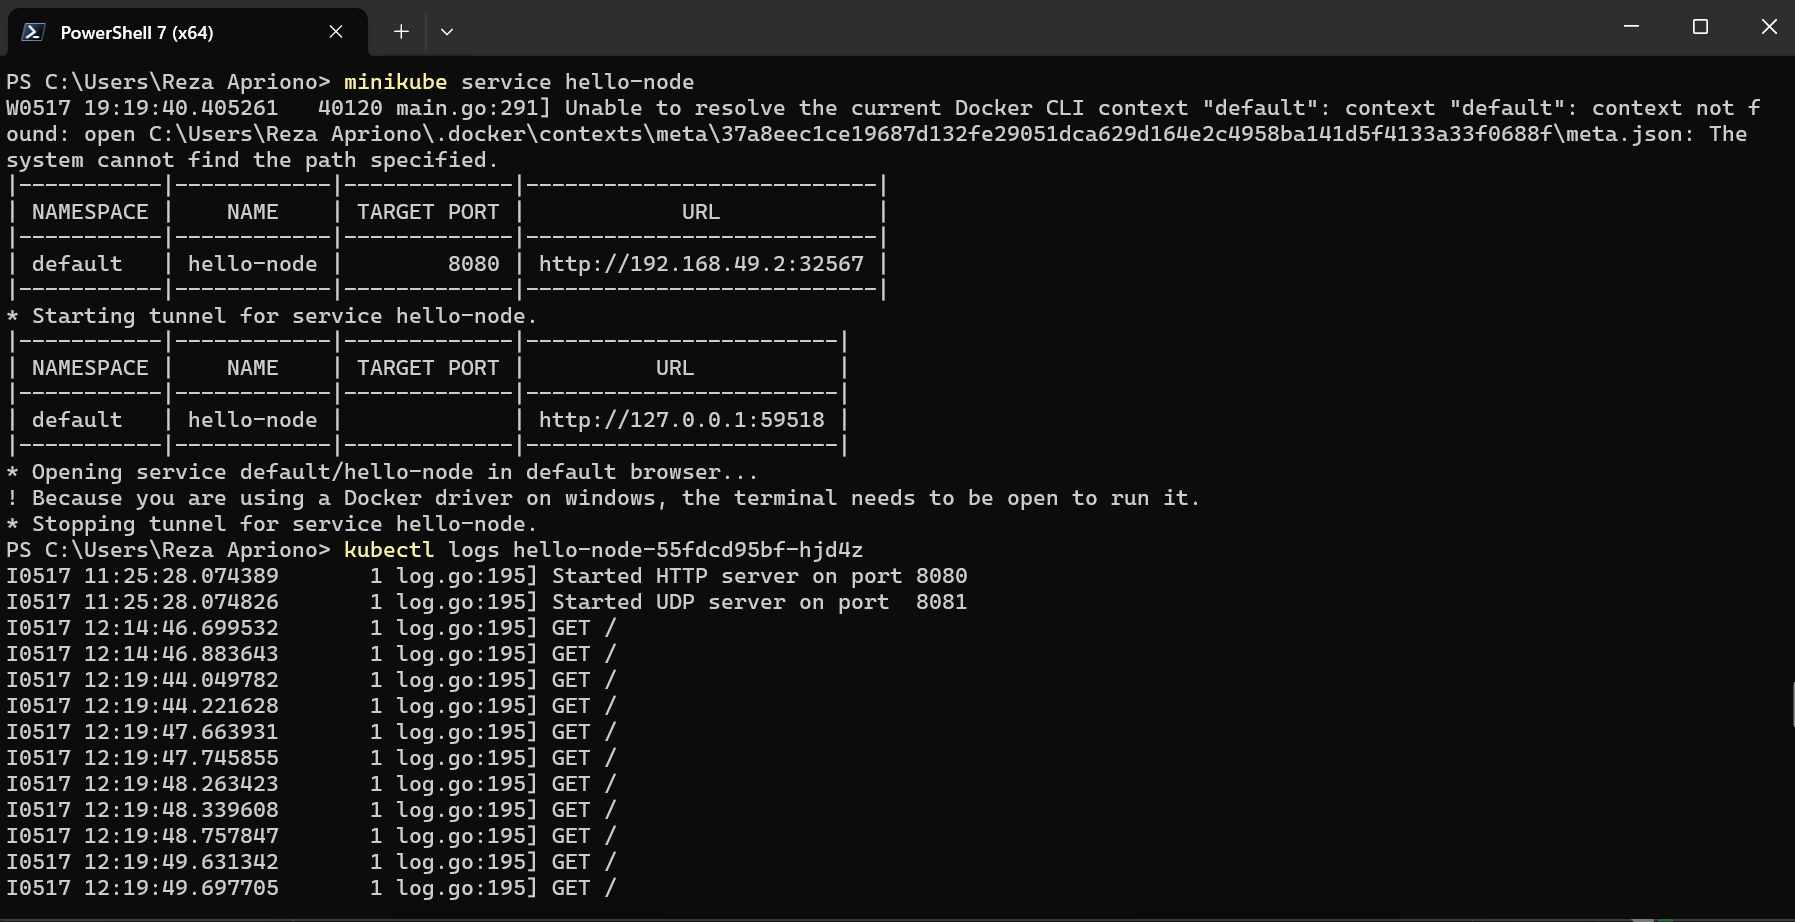 PowerShell 7 (x64)
PS C:\Users\Reza Apriono> minikube service hello-node
W0517 19:19:40.405261   40120 main.go:291] Unable to resolve the current Docker CLI context "default": context "default": context not f
ound: open C:\Users\Reza Apriono\.docker\contexts\meta\37a8eec1ce19687d132fe29051dca629d164e2c4958ba141d5f4133a33f0688f\meta.json: The
system cannot find the path specified.
|-----------|------------|-------------|---------------------------|
| NAMESPACE |    NAME    | TARGET PORT |            URL            |
|-----------|------------|-------------|---------------------------|
| default   | hello-node |        8080 | http://192.168.49.2:32567 |
|-----------|------------|-------------|---------------------------|
* Starting tunnel for service hello-node.
|-----------|------------|-------------|------------------------|
| NAMESPACE |    NAME    | TARGET PORT |          URL           |
|-----------|------------|-------------|------------------------|
| default   | hello-node |             | http://127.0.0.1:59518 |
|-----------|------------|-------------|------------------------|
* Opening service default/hello-node in default browser...
! Because you are using a Docker driver on windows, the terminal needs to be open to run it.
* Stopping tunnel for service hello-node.
PS C:\Users\Reza Apriono> kubectl logs hello-node-55fdcd95bf-hjd4z
I0517 11:25:28.074389       1 log.go:195] Started HTTP server on port 8080
I0517 11:25:28.074826       1 log.go:195] Started UDP server on port  8081
I0517 12:14:46.699532       1 log.go:195] GET /
I0517 12:14:46.883643       1 log.go:195] GET /
I0517 12:19:44.049782       1 log.go:195] GET /
I0517 12:19:44.221628       1 log.go:195] GET /
I0517 12:19:47.663931       1 log.go:195] GET /
I0517 12:19:47.745855       1 log.go:195] GET /
I0517 12:19:48.263423       1 log.go:195] GET /
I0517 12:19:48.339608       1 log.go:195] GET /
I0517 12:19:48.757847       1 log.go:195] GET /
I0517 12:19:49.631342       1 log.go:195] GET /
I0517 12:19:49.697705       1 log.go:195] GET /